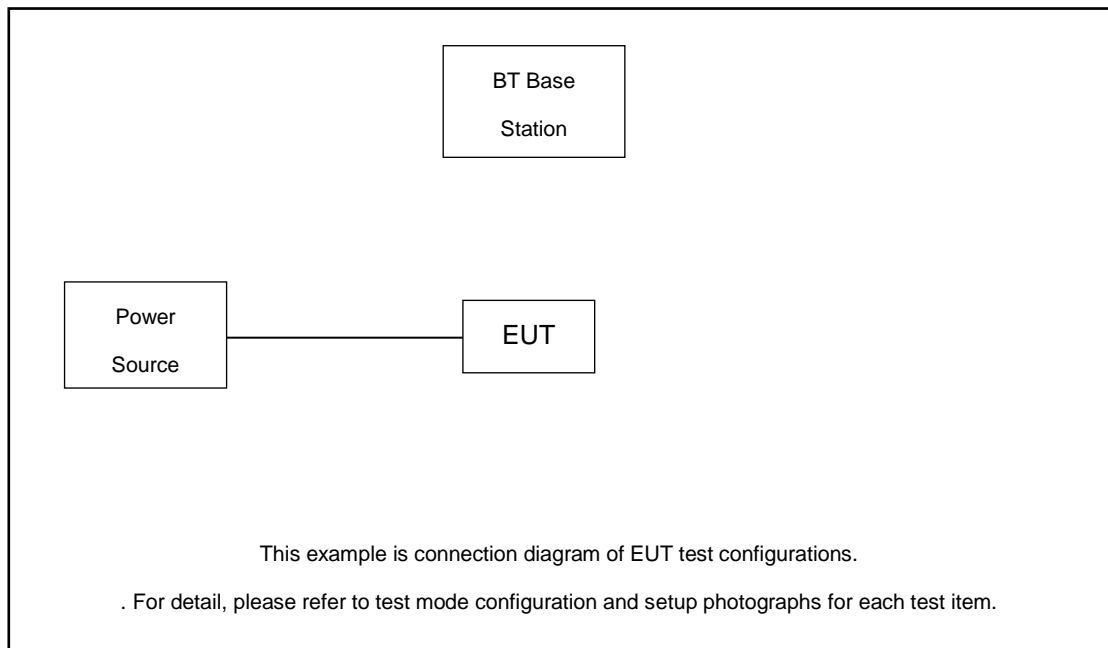 BT Base
Station
Power
Source
EUT
This example is connection diagram of EUT test configurations.
. For detail, please refer to test mode configuration and setup photographs for each test item.